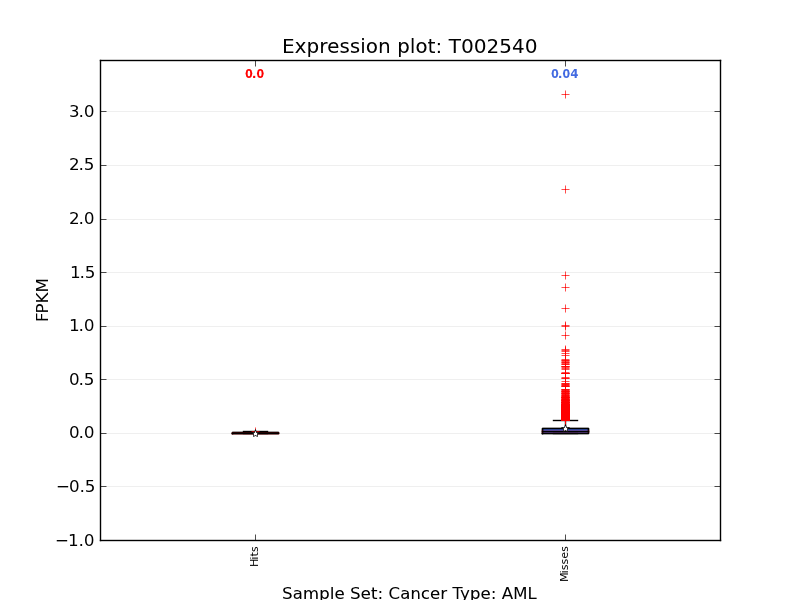 Expression plot: T002540
0.0
0.04
3.0
2.5
2.0
1.5
1.0
0.5
0.0
−0.5
−1.0
FPKM
Hits
Misses
Sample Set: Cancer Type: AML